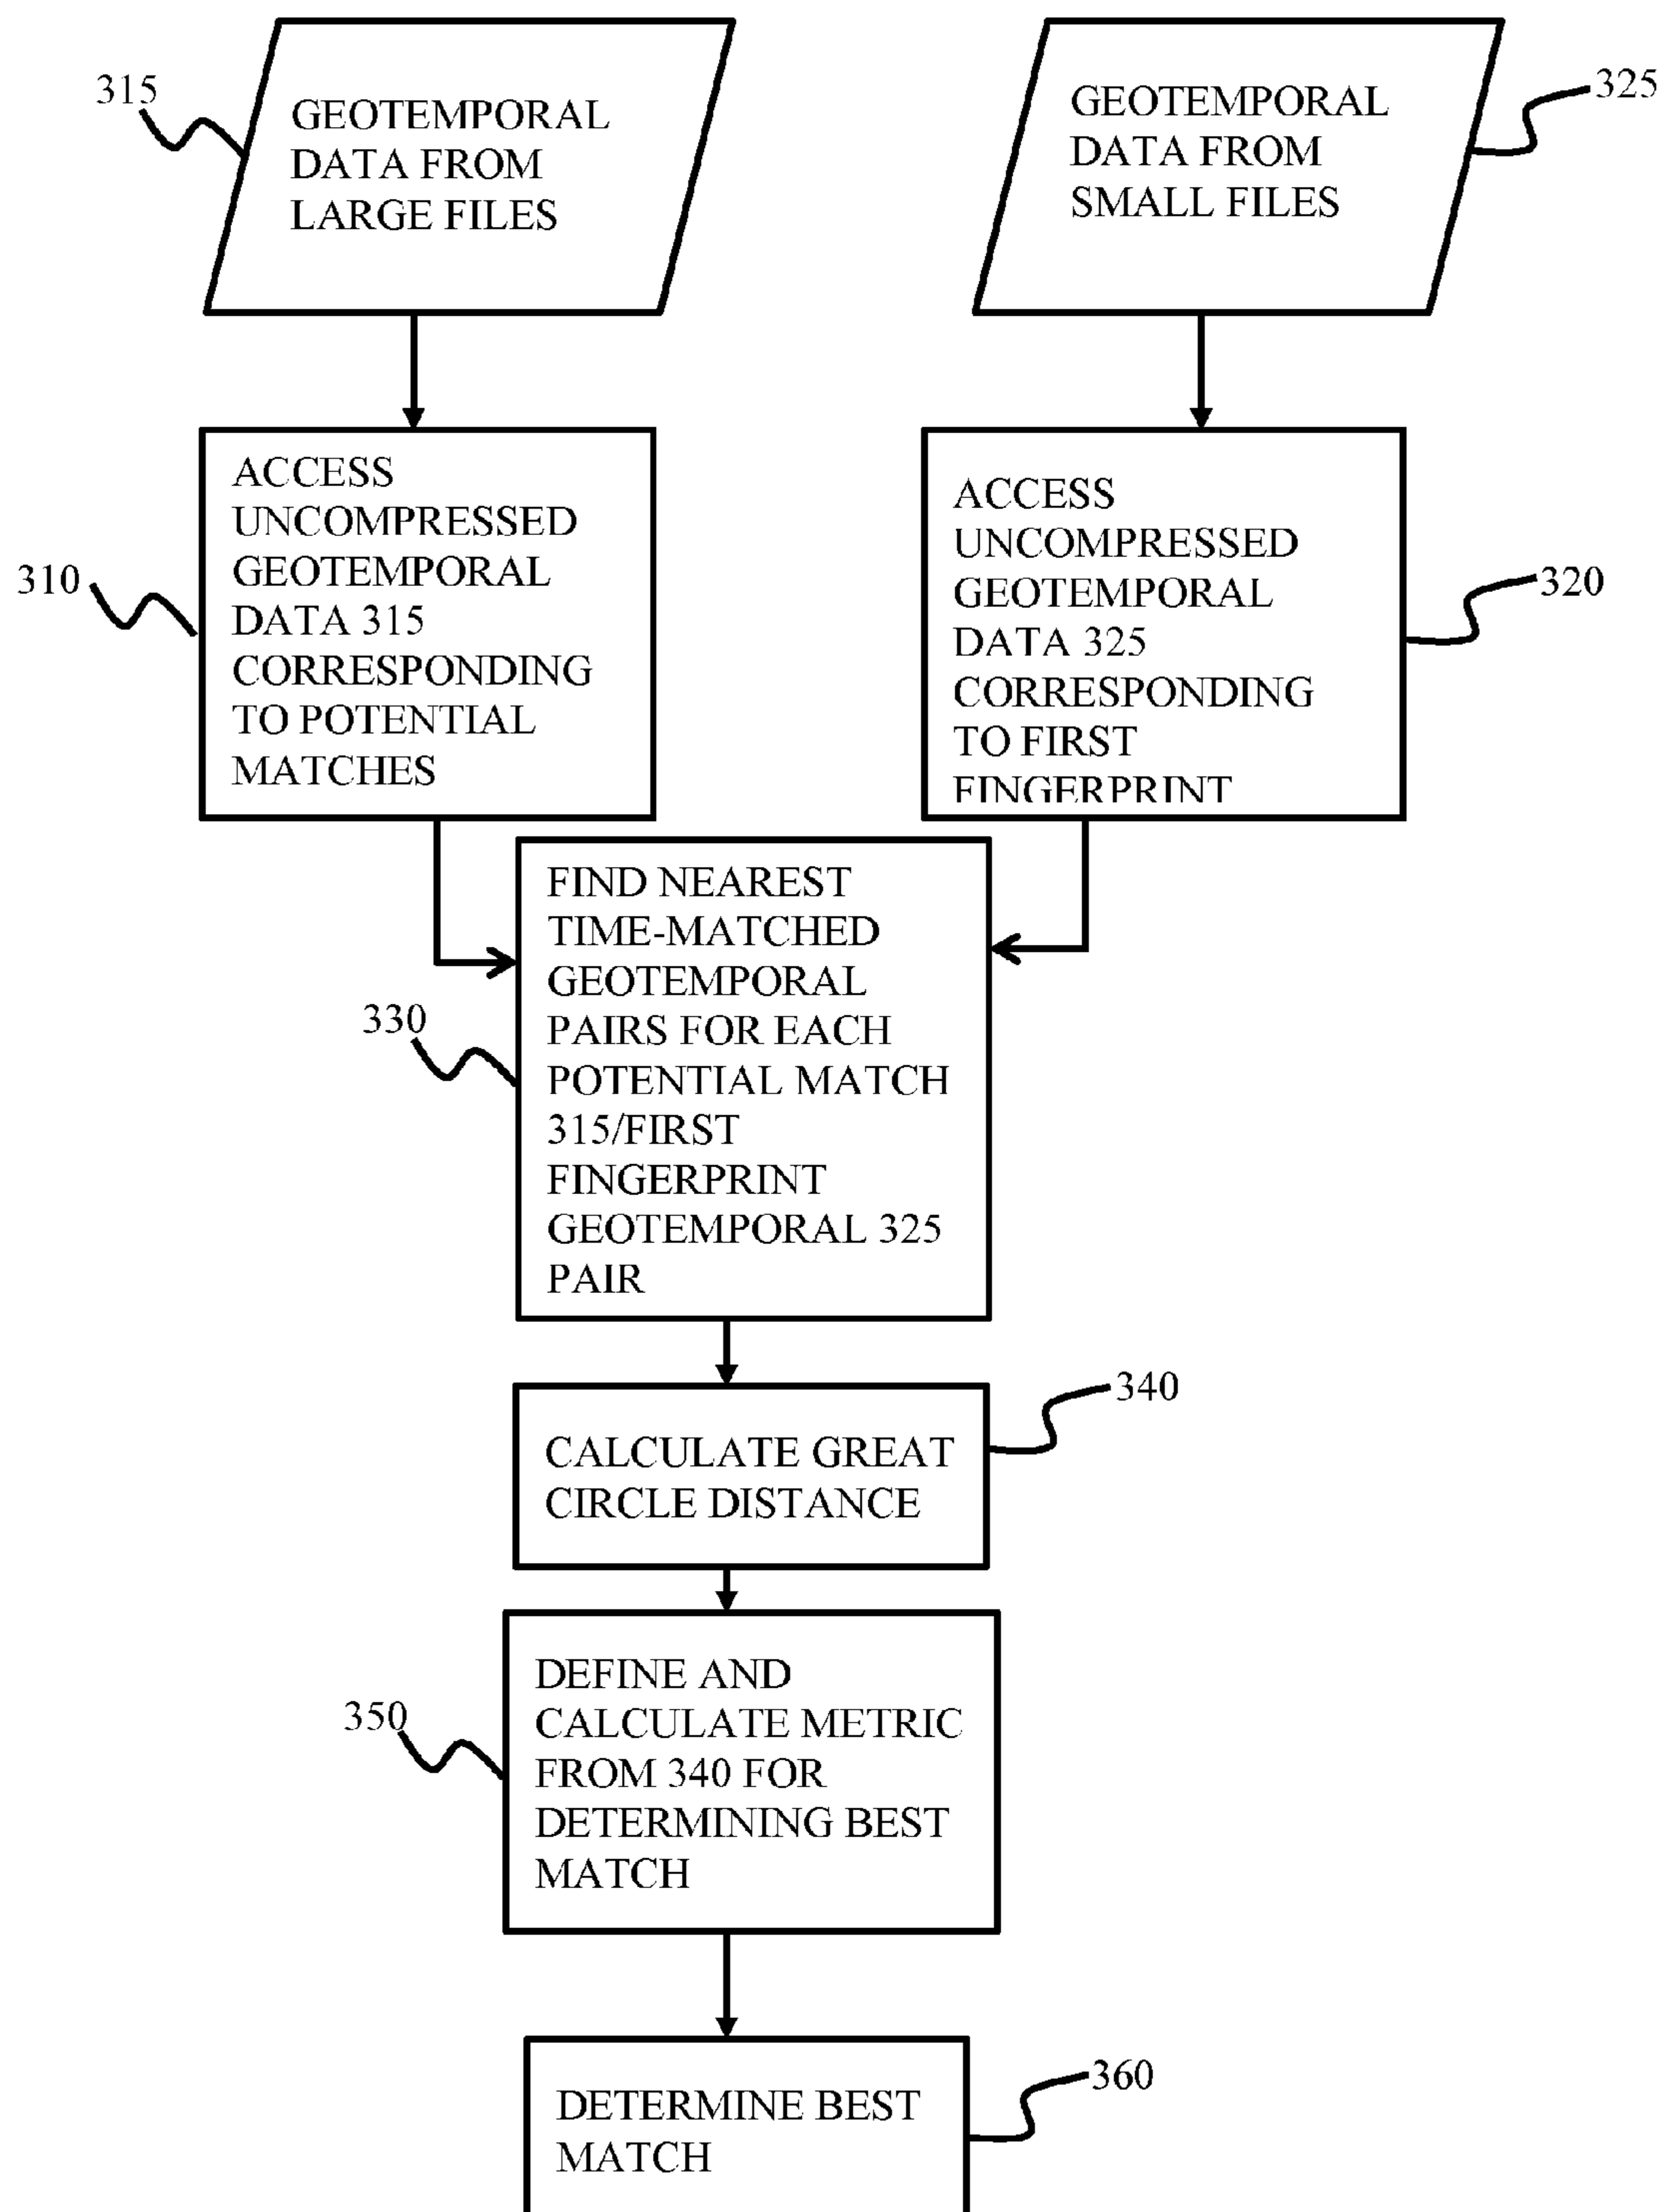 315
GEOTEMPORAL
DATA FROM
LARGE FILES
GEOTEMPORAL
DATA FROM
SMALL FILES
325
310
ACCESS
UNCOMPRESSED
GEOTEMPORAL
DATA 315
CORRESPONDING
TO POTENTIAL
MATCHES
ACCESS
UNCOMPRESSED
GEOTEMPORAL
DATA 325
CORRESPONDING
TO FIRST
FINGERPRINT
320
330
FIND NEAREST
TIME-MATCHED
GEOTEMPORAL
PAIRS FOR EACH
POTENTIAL MATCH
315/FIRST
FINGERPRINT
GEOTEMPORAL 325
PAIR
340
CALCULATE GREAT
CIRCLE DISTANCE
350
DEFINE AND
CALCULATE METRIC
FROM 340 FOR
DETERMINING BEST
MATCH
360
DETERMINE BEST
MATCH